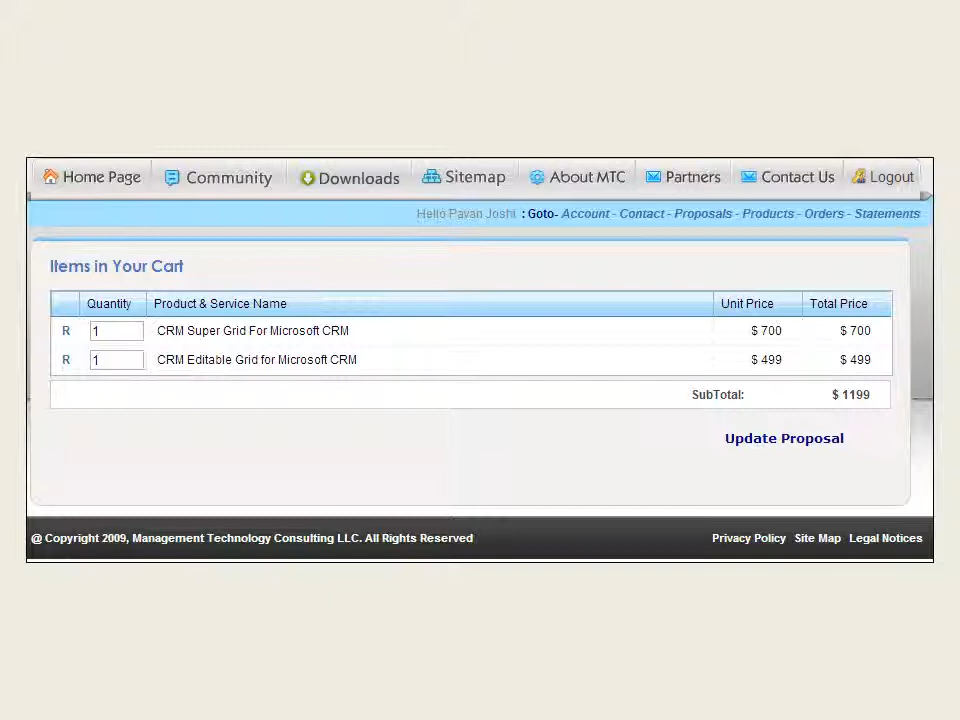 Home Page Community Downloads Sitemap About MTC Partners Contact Us Logout
Hello Pavan Joshi : Goto- Account - Contact - Proposals - Products - Orders - Statements
Items in Your Cart
Quantity Product & Service Name Unit Price Total Price
R 1 CRM Super Grid For Microsoft CRM $ 700 $ 700
R 1 CRM Editable Grid for Microsoft CRM $ 499 $ 499
SubTotal: $ 1199
Update Proposal
@ Copyright 2009, Management Technology Consulting LLC. All Rights Reserved Privacy Policy Site Map Legal Notices